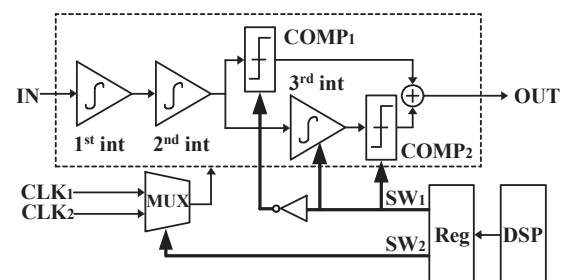 COMP₁
3ʳᵈ int
IN
OUT
1ˢᵗ int
2ⁿᵈ int
COMP₂
CLK₁
CLK₂
MUX
SW₁
SW₂
Reg
DSP